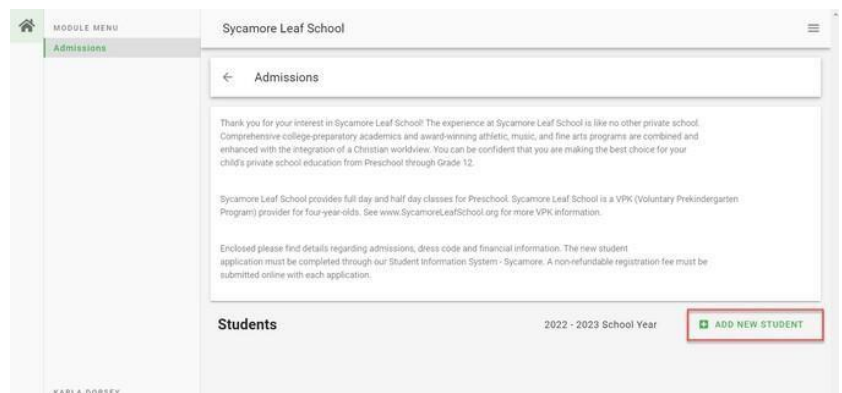 MODULE MENU
Admissions
Sycamore Leaf School
Admissions
Thank you for your interest in Sycamore Leaf School! The experience at Sycamore Leaf School is like no other private school.
Comprehensive college-preparatory academics and award-winning athletic, music, and fine arts programs are combined and
enhanced with the integration of a Christian worldview. You can be confident that you are making the best choice for your
child's private school education from Preschool through Grade 12.
Sycamore Leaf School provides full day and half day classes for Preschool. Sycamore Leaf School is a VPK (Voluntary Prekindergarten
Program) provider for four-year-olds. See www.SycamoreLeafSchool.org for more VPK information.
Enclosed please find details regarding admissions, dress code and financial information. The new student
application must be completed through our Student Information System - Sycamore. A non-refundable registration fee must be
submitted online with each application.
Students
2022 - 2023 School Year
ADD NEW STUDENT
KARLA DORSEY